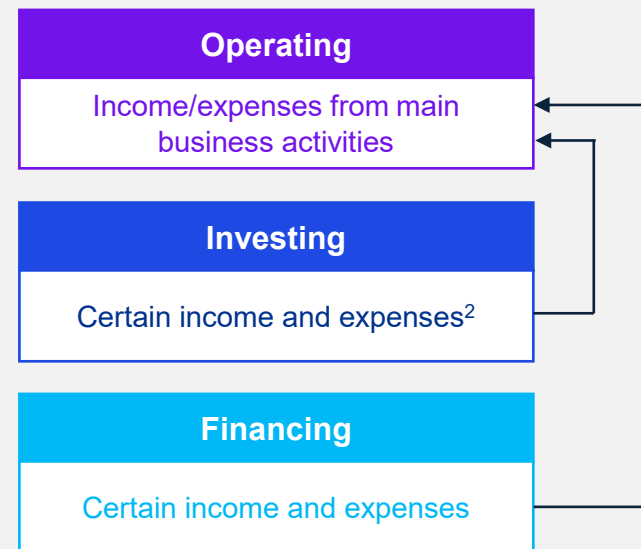 Operating
Income/expenses from main
business activities
Investing
Certain income and expenses²
Financing
Certain income and expenses